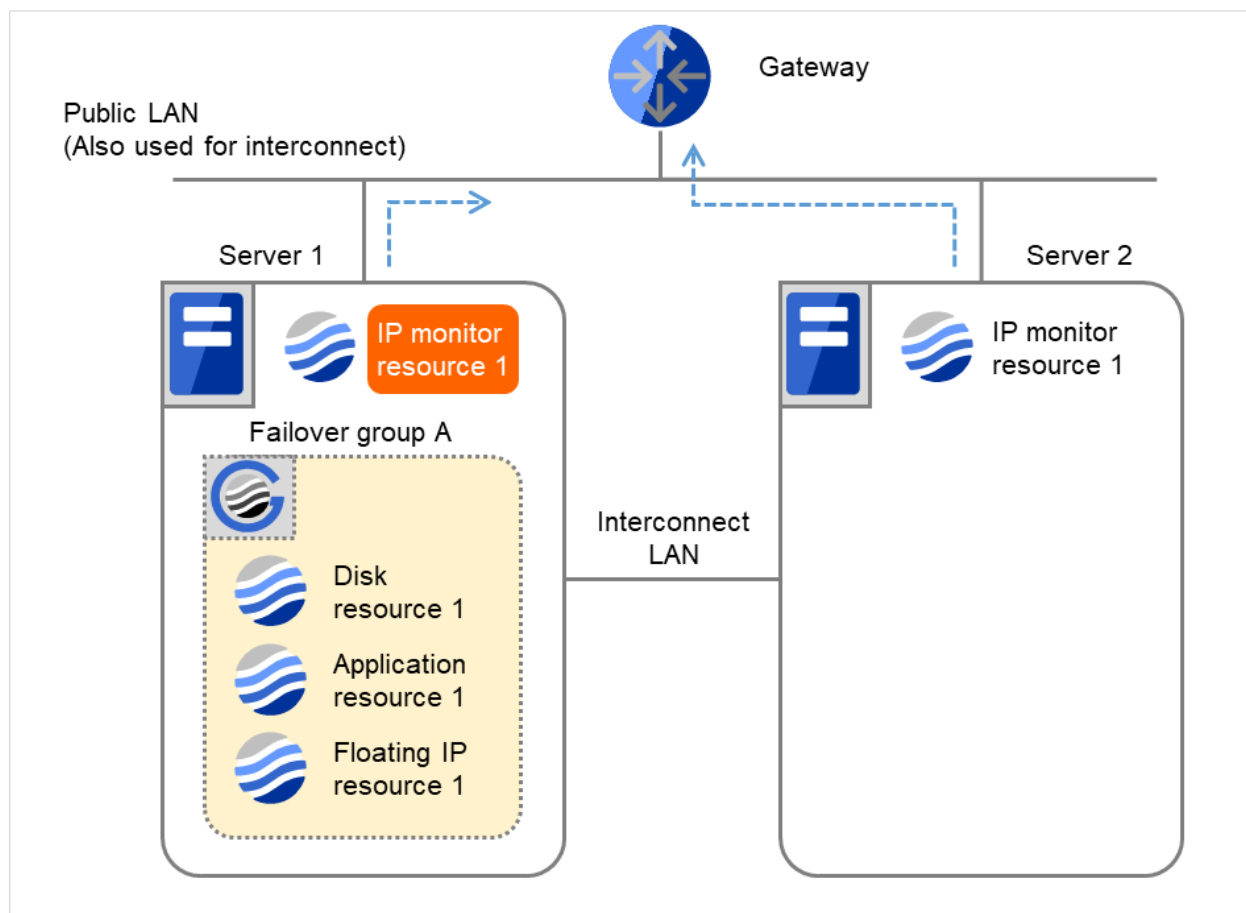 Gateway
Public LAN
(Also used for interconnect)
Server 1
Server 2
IP monitor
resource 1
IP monitor
resource 1
Failover group A
Interconnect
LAN
Disk
resource 1
Application
resource 1
Floating IP
resource 1